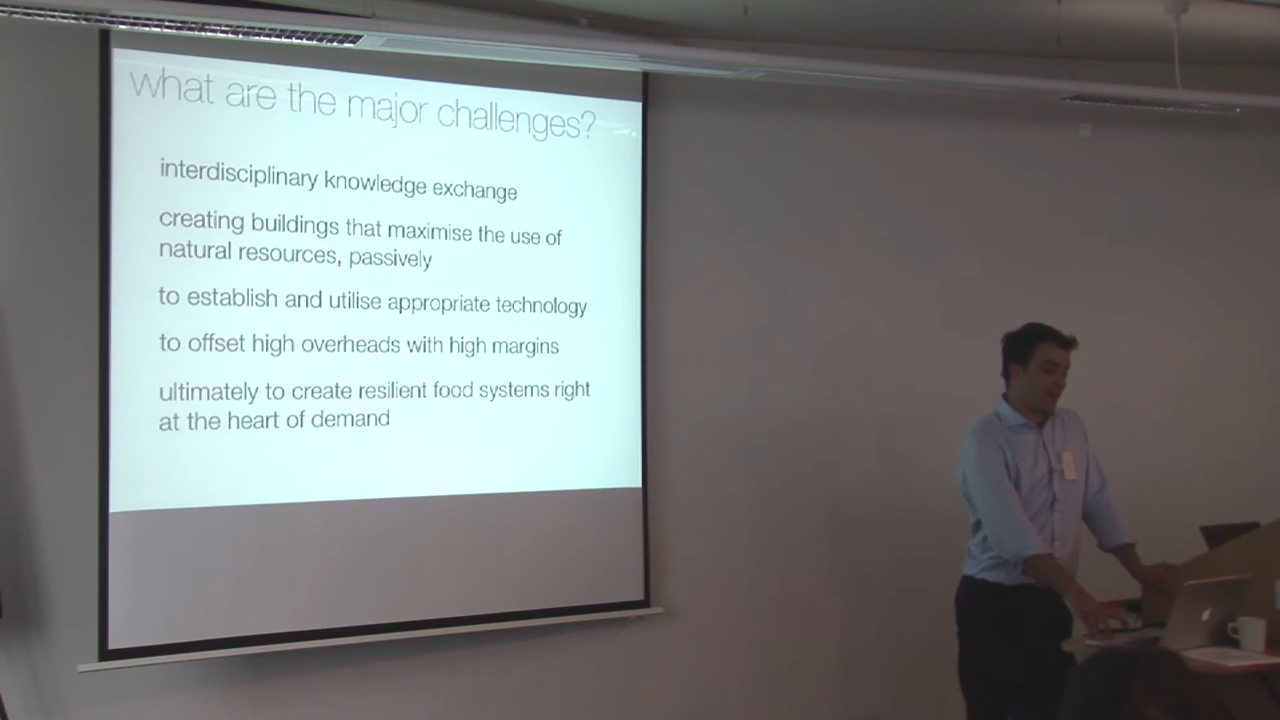 what are the major challenges?
interdisciplinary knowledge exchange
creating buildings that maximise the use of
natural resources, passively
to establish and utilise appropriate technology
to offset high overheads with high margins
ultimately to create resilient food systems right
at the heart of demand